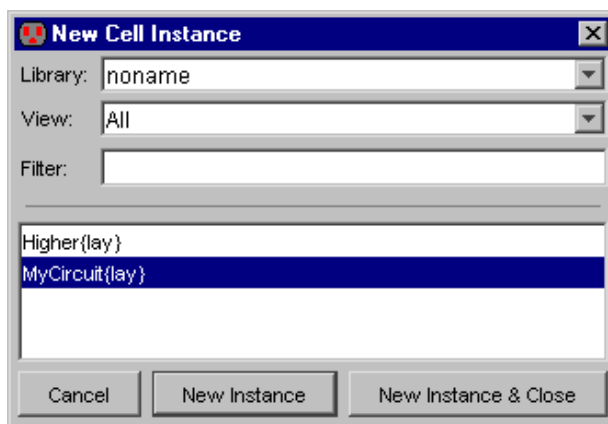 New Cell Instance
Library: noname
View: All
Filter:
Higher{lay}
MyCircuit{lay}
Cancel New Instance New Instance & Close